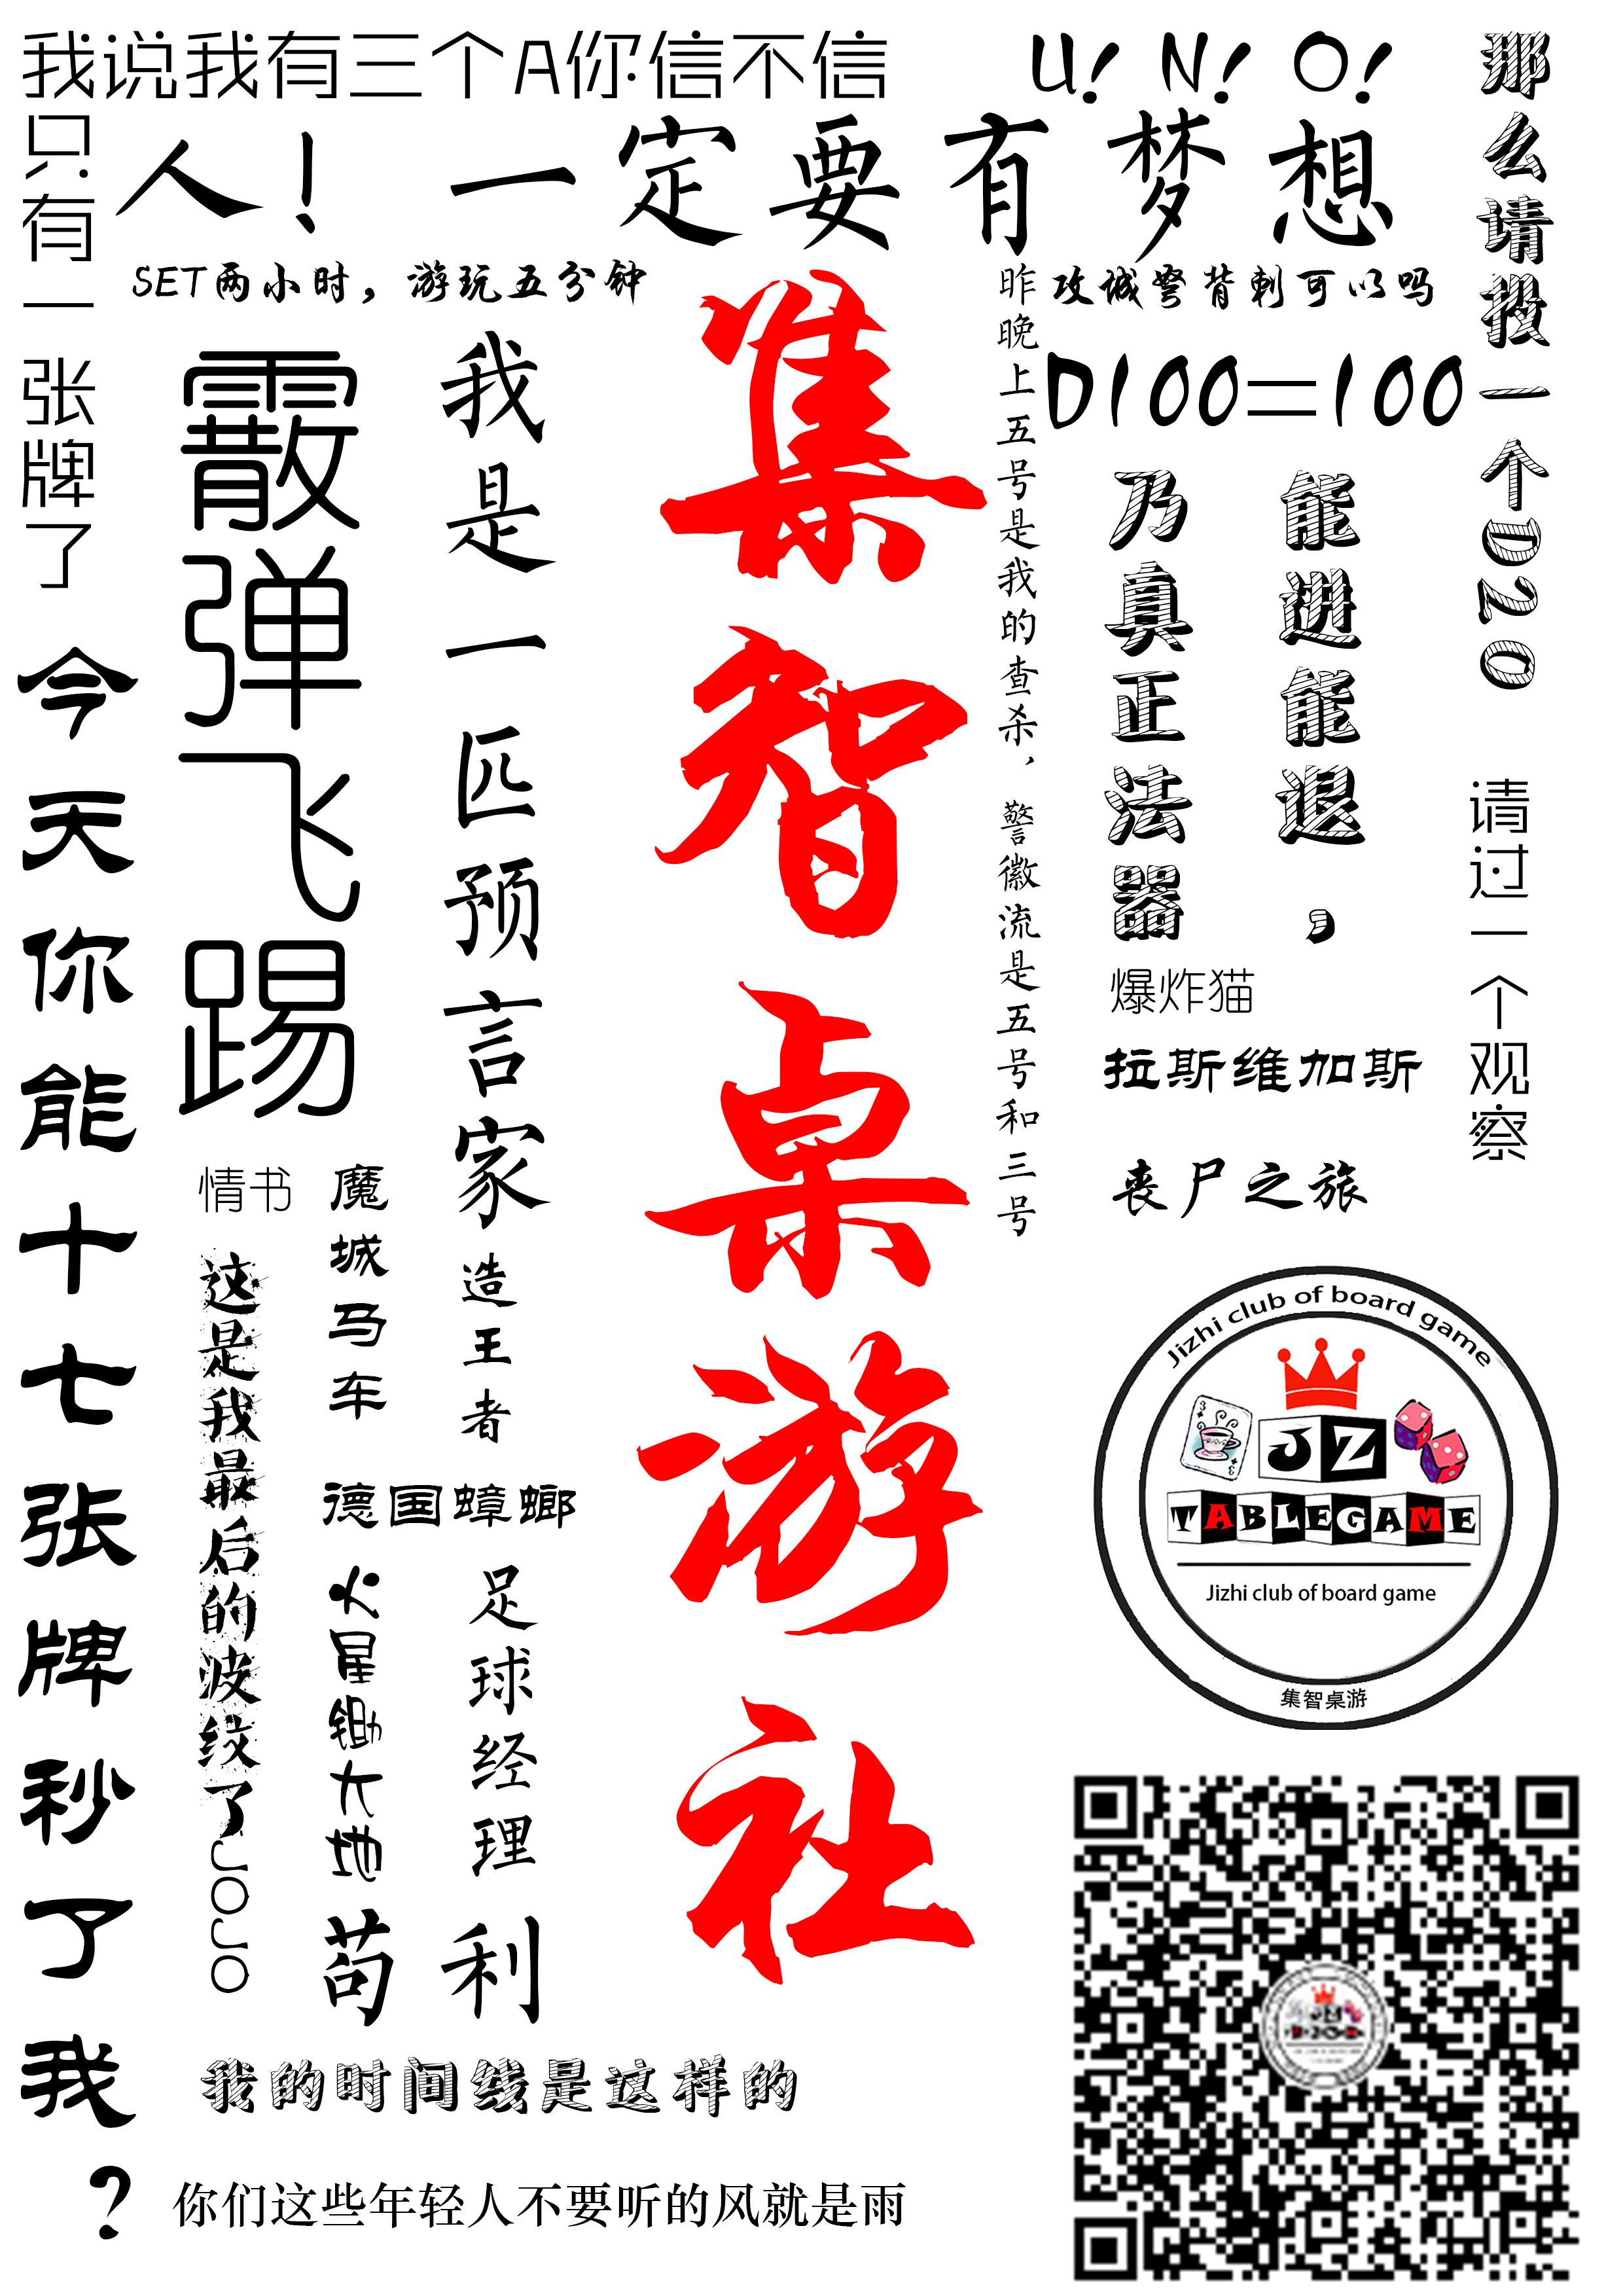 我说我有三个A你信不信
U! N! O!
人！一定要有梦想
SET两小时，游玩五分钟
攻诚警背刺可以吗
D100=100
只有一张牌了
那么请投一个D20
请过一个观察
霰弹飞踢
我是一匹预言家
集智桌游社
昨晚上五号是我的查杀，警徽流是五号和三号
能进能退，
乃真正法器
今天你能十七张牌秒了我？
爆炸猫
拉斯维加斯
丧尸之旅
情书
魔城马车
造王者
这是我最后的波纹了JOJO
德国蟑螂
火星锄大地
足球经理
苟利
我的时间线是这样的
你们这些年轻人不要听的风就是雨
Jizhi club of board game
3
JZ
TABLEGAME
Jizhi club of board game
集智桌游